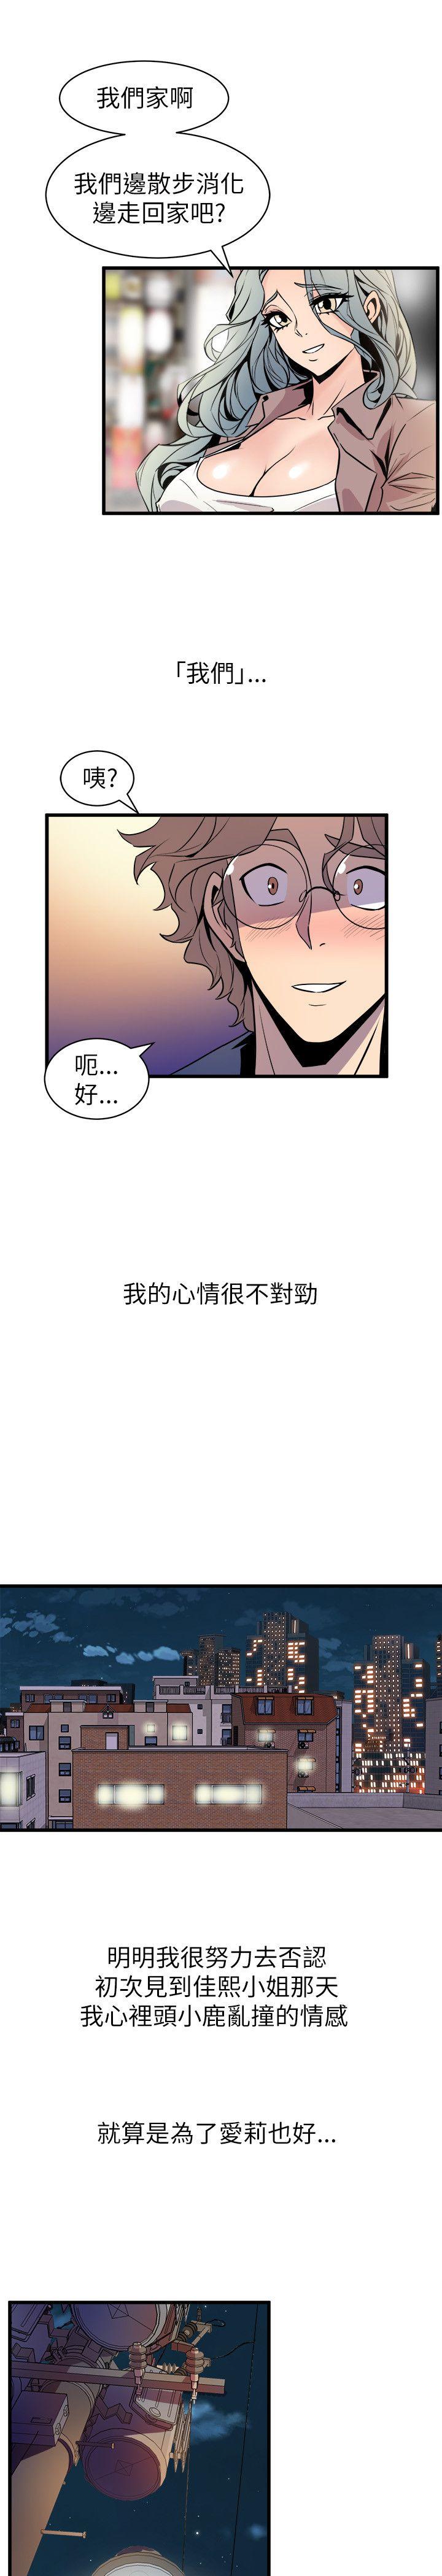 我們家啊
我們邊散步消化
邊走回家吧?
「我們」...
咦?
呃...
好...
我的心情很不對勁
明明我很努力去否認
初次見到佳熙小姐那天
我心裡頭小鹿亂撞的情感
就算是為了愛莉也好...